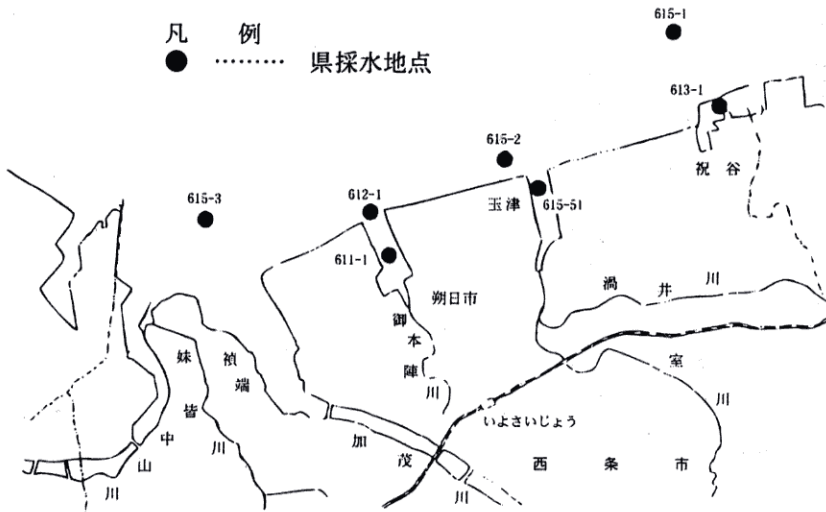 凡 例
県採水地点
615-1
613-1
615-2
祝谷
615-3
612-1
玉津
615-51
611-1
朔日市
渦井川
御本陣川
妹皆川
禎瑞
室川
いよさいじょう
加茂川
西条市
中山川